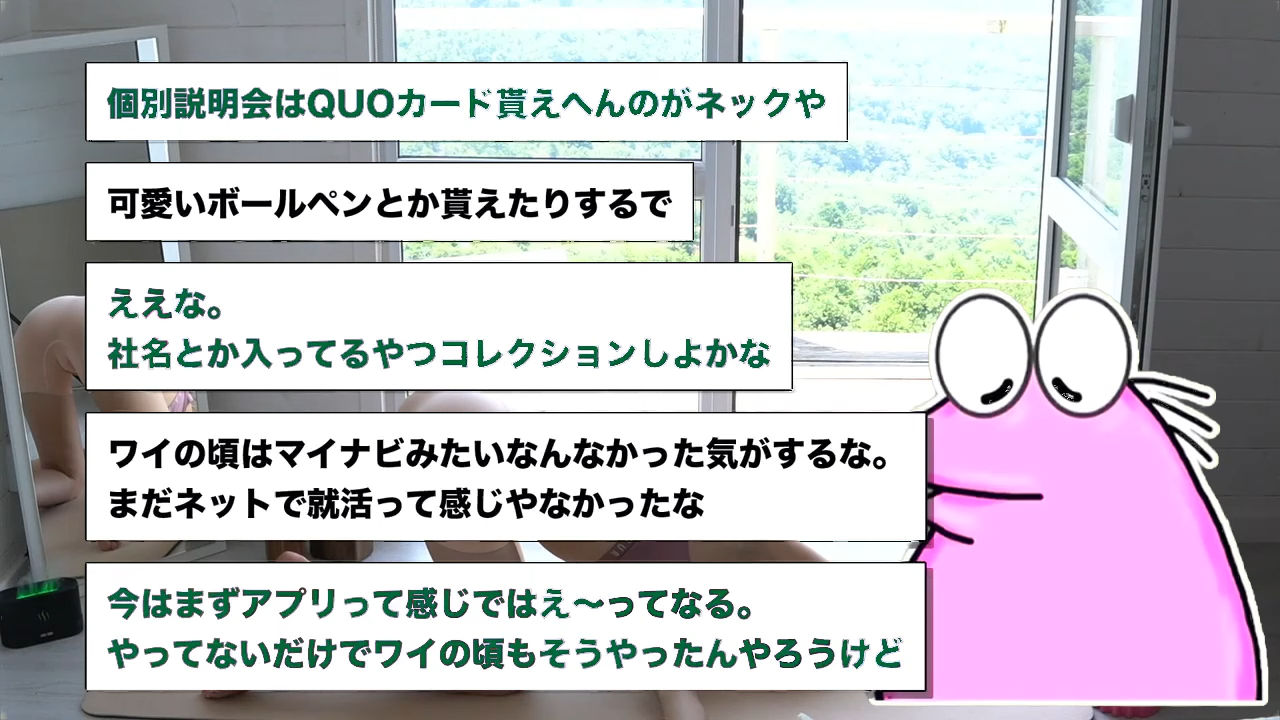 個別説明会はQUOカード貰えへんのがネックや
可愛いボールペンとか貰えたりするで
ええな。
社名とか入ってるやつコレクションしよかな
ワイの頃はマイナビみたいなんなかった気がするな。
まだネットで就活って感じやなかったな
今はまずアプリって感じではえ〜ってなる。
やってないだけでワイの頃もそうやったんやろうけど